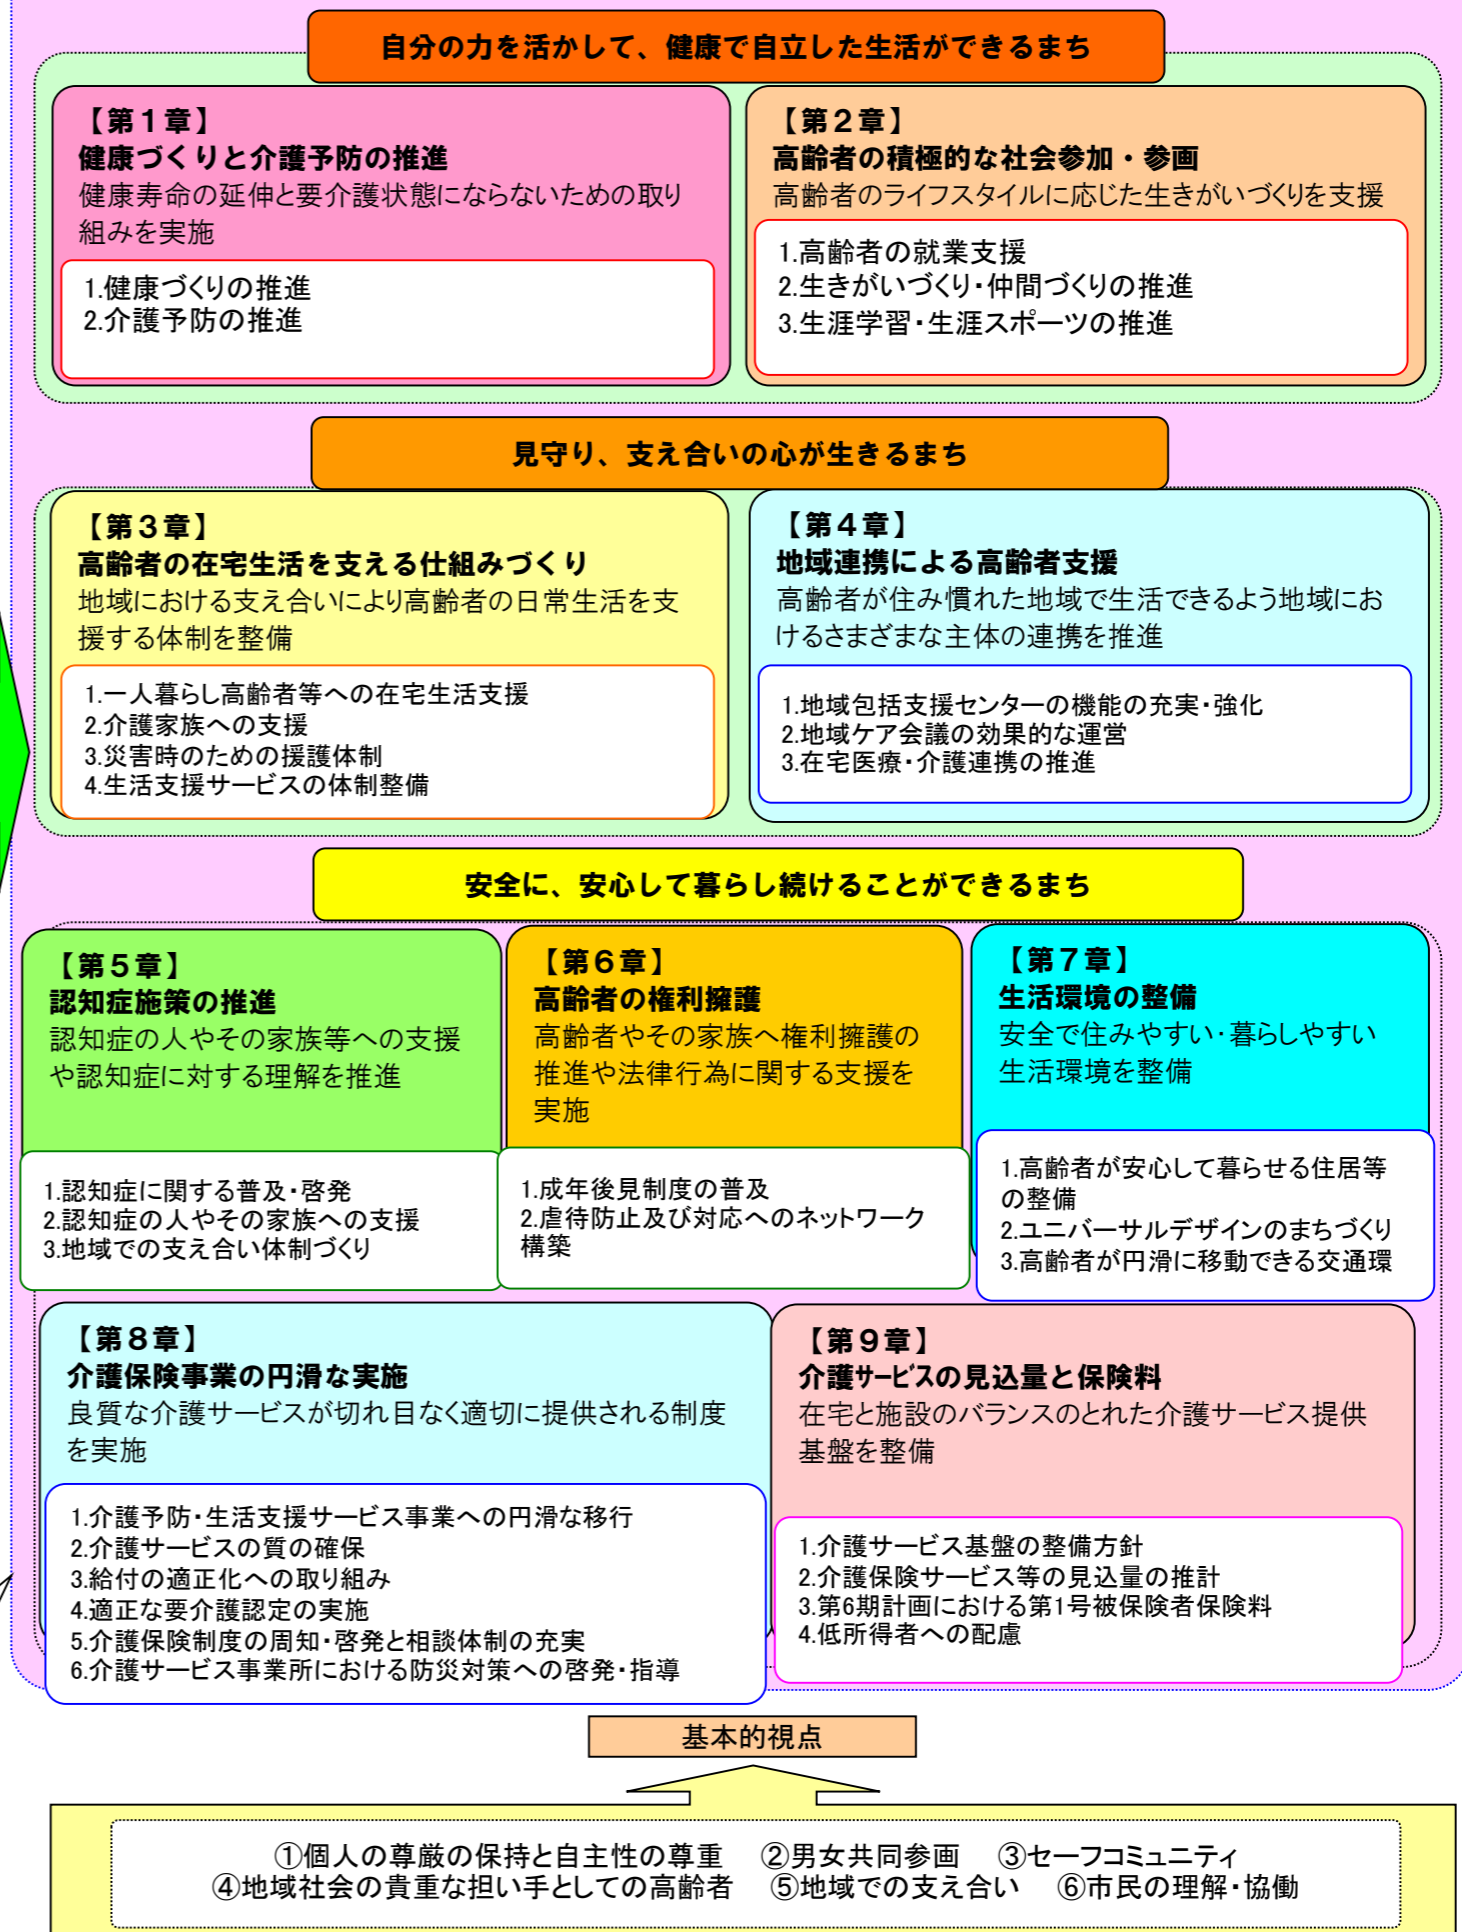 自分の力を活かして、健康で自立した生活ができるまち
【第１章】
健康づくりと介護予防の推進
健康寿命の延伸と要介護状態にならないための取り
組みを実施
1.健康づくりの推進
2.介護予防の推進
【第２章】
高齢者の積極的な社会参加・参画
高齢者のライフスタイルに応じた生きがいづくりを支援
1.高齢者の就業支援
2.生きがいづくり・仲間づくりの推進
3.生涯学習・生涯スポーツの推進
見守り、支え合いの心が生きるまち
【第３章】
高齢者の在宅生活を支える仕組みづくり
地域における支え合いにより高齢者の日常生活を支
援する体制を整備
1.一人暮らし高齢者等への在宅生活支援
2.介護家族への支援
3.災害時のための援護体制
4.生活支援サービスの体制整備
【第４章】
地域連携による高齢者支援
高齢者が住み慣れた地域で生活できるよう地域にお
けるさまざまな主体の連携を推進
1.地域包括支援センターの機能の充実・強化
2.地域ケア会議の効果的な運営
3.在宅医療・介護連携の推進
安全に、安心して暮らし続けることができるまち
【第５章】
認知症施策の推進
認知症の人やその家族等への支援
や認知症に対する理解を推進
1.認知症に関する普及・啓発
2.認知症の人やその家族への支援
3.地域での支え合い体制づくり
【第６章】
高齢者の権利擁護
高齢者やその家族へ権利擁護の
推進や法律行為に関する支援を
実施
1.成年後見制度の普及
2.虐待防止及び対応へのネットワーク
構築
【第７章】
生活環境の整備
安全で住みやすい・暮らしやすい
生活環境を整備
1.高齢者が安心して暮らせる住居等
の整備
2.ユニバーサルデザインのまちづくり
3.高齢者が円滑に移動できる交通環
【第８章】
介護保険事業の円滑な実施
良質な介護サービスが切れ目なく適切に提供される制度
を実施
1.介護予防・生活支援サービス事業への円滑な移行
2.介護サービスの質の確保
3.給付の適正化への取り組み
4.適正な要介護認定の実施
5.介護保険制度の周知・啓発と相談体制の充実
6.介護サービス事業所における防災対策への啓発・指導
【第９章】
介護サービスの見込量と保険料
在宅と施設のバランスのとれた介護サービス提供
基盤を整備
1.介護サービス基盤の整備方針
2.介護保険サービス等の見込量の推計
3.第6期計画における第1号被保険者保険料
4.低所得者への配慮
基本的視点
①個人の尊厳の保持と自主性の尊重　②男女共同参画　③セーフコミュニティ
④地域社会の貴重な担い手としての高齢者　⑤地域での支え合い　⑥市民の理解・協働